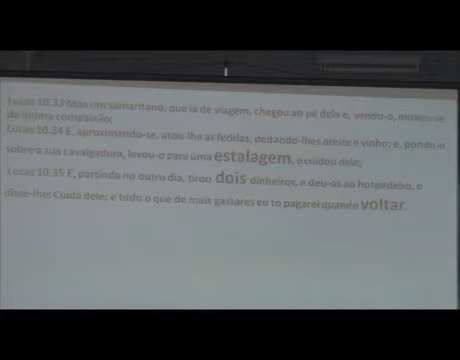 Lucas 10.33 Mas um samaritano, que ia de viagem, chegou ao pé dele e, vendo-o, moveu-se
de íntima compaixão;
Lucas 10.34 E, aproximando-se, atou-lhe as feridas, deitando-lhes azeite e vinho; e, pondo-o
sobre a sua cavalgadura, levou-o para uma estalagem, e cuidou dele;
Lucas 10.35 E, partindo no outro dia, tirou dois dinheiros, e deu-os ao hospedeiro, e
disse-lhe: Cuida dele; e tudo o que de mais gastares eu to pagarei quando voltar